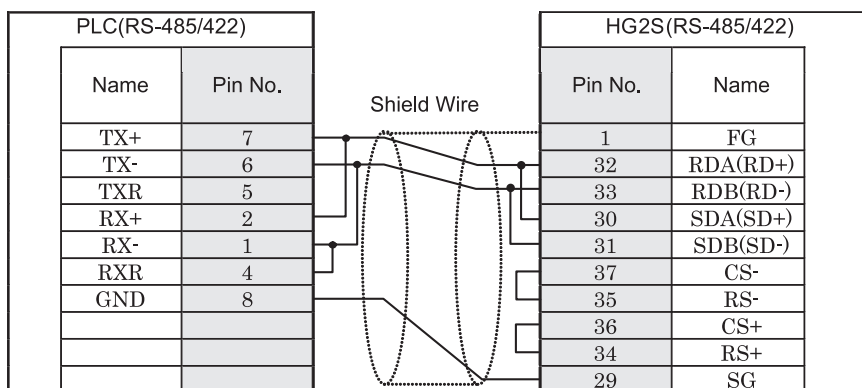 PLC(RS-485/422) HG2S(RS-485/422)
Name Pin No. Shield Wire Pin No. Name
TX+ 7 1 FG
TX- 6 32 RDA(RD+)
TXR 5 33 RDB(RD-)
RX+ 2 30 SDA(SD+)
RX- 1 31 SDB(SD-)
RXR 4 37 CS-
GND 8 35 RS-
36 CS+
34 RS+
29 SG